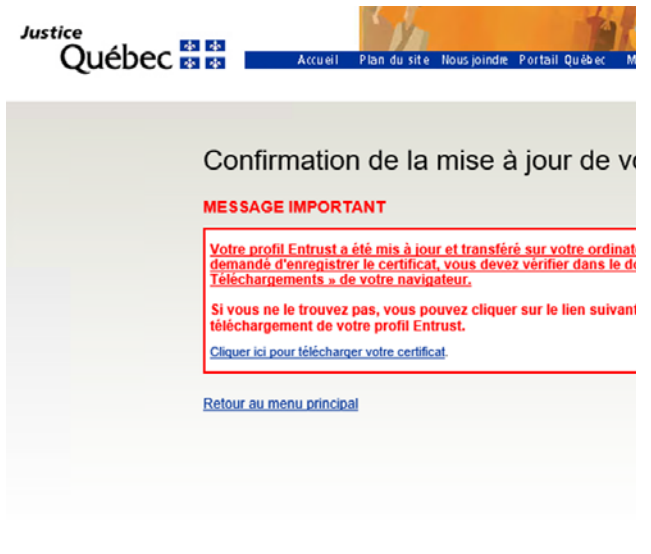 Justice
Québec
Accueil Plan du site Nous joindre Portail Québec M
Confirmation de la mise à jour de v
MESSAGE IMPORTANT
Votre profil Entrust a été mis à jour et transféré sur votre ordinat
demandé d'enregistrer le certificat, vous devez vérifier dans le d
Téléchargements » de votre navigateur.
Si vous ne le trouvez pas, vous pouvez cliquer sur le lien suivant
téléchargement de votre profil Entrust.
Cliquer ici pour télécharger votre certificat.
Retour au menu principal